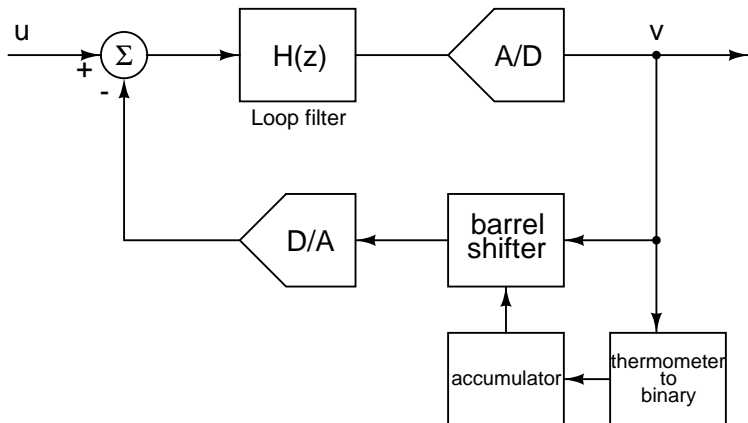 u
v
+
Σ
-
H(z)
A/D
Loop filter
D/A
barrel
shifter
accumulator
thermometer
to
binary